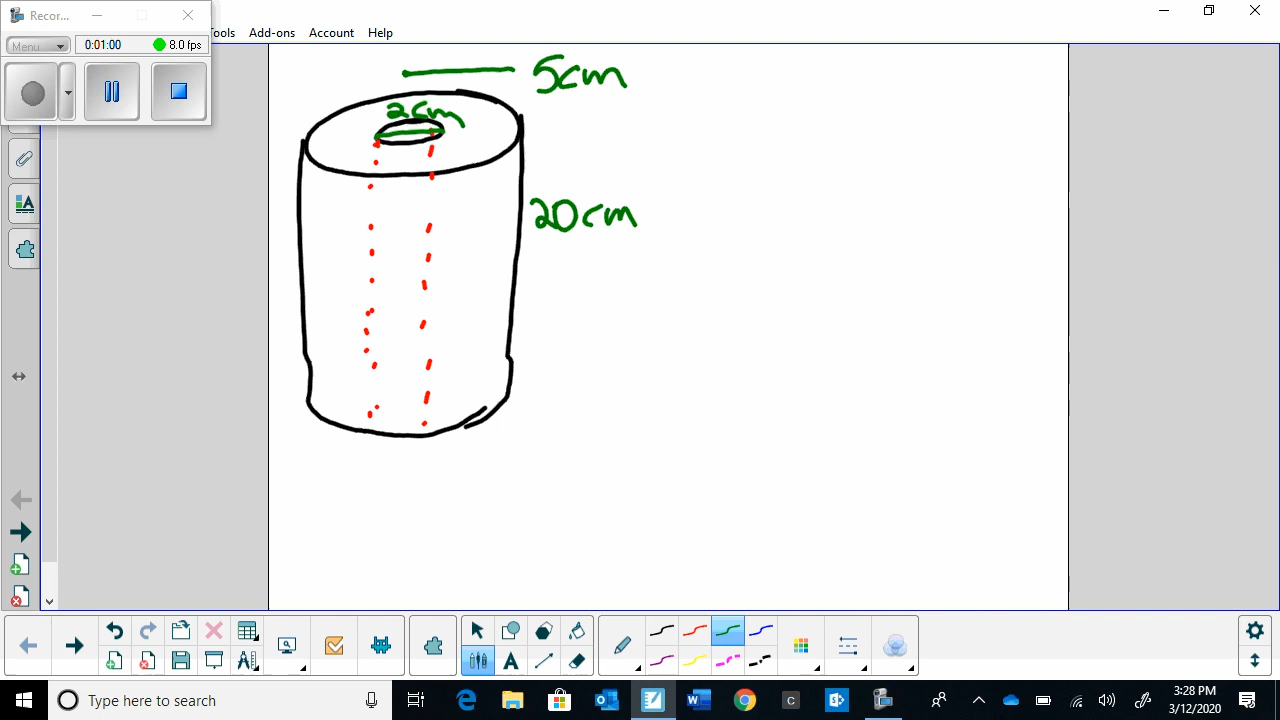 Recor...
Menu
0:01:00
8.0 fps
Tools Add-ons Account Help
5cm
2cm
20cm
Type here to search
3:28 PM
3/12/2020